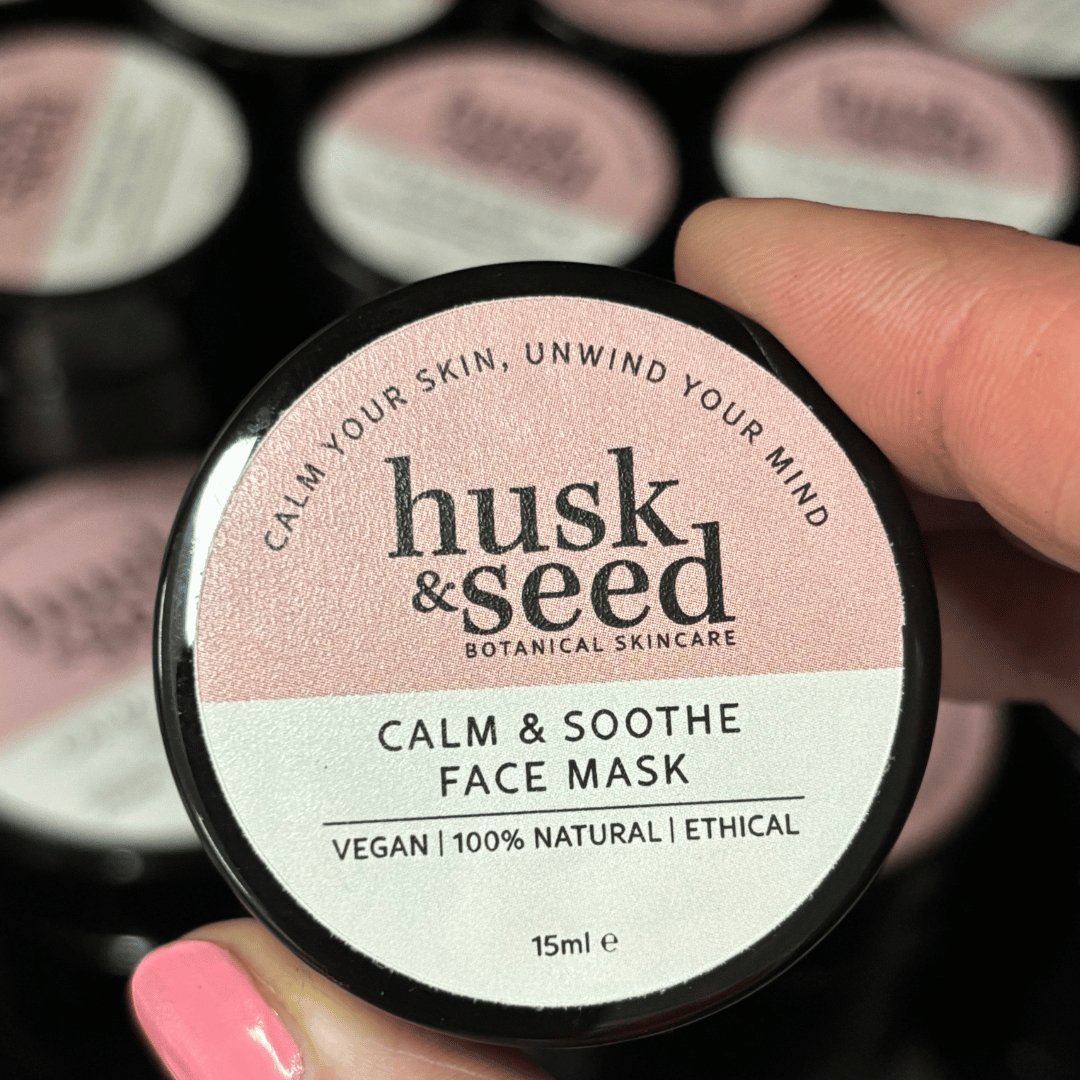 CALM YOUR SKIN, UNWIND YOUR MIND
husk
&seed
BOTANICAL SKINCARE
CALM & SOOTHE
FACE MASK
VEGAN | 100% NATURAL | ETHICAL
15ml ℮